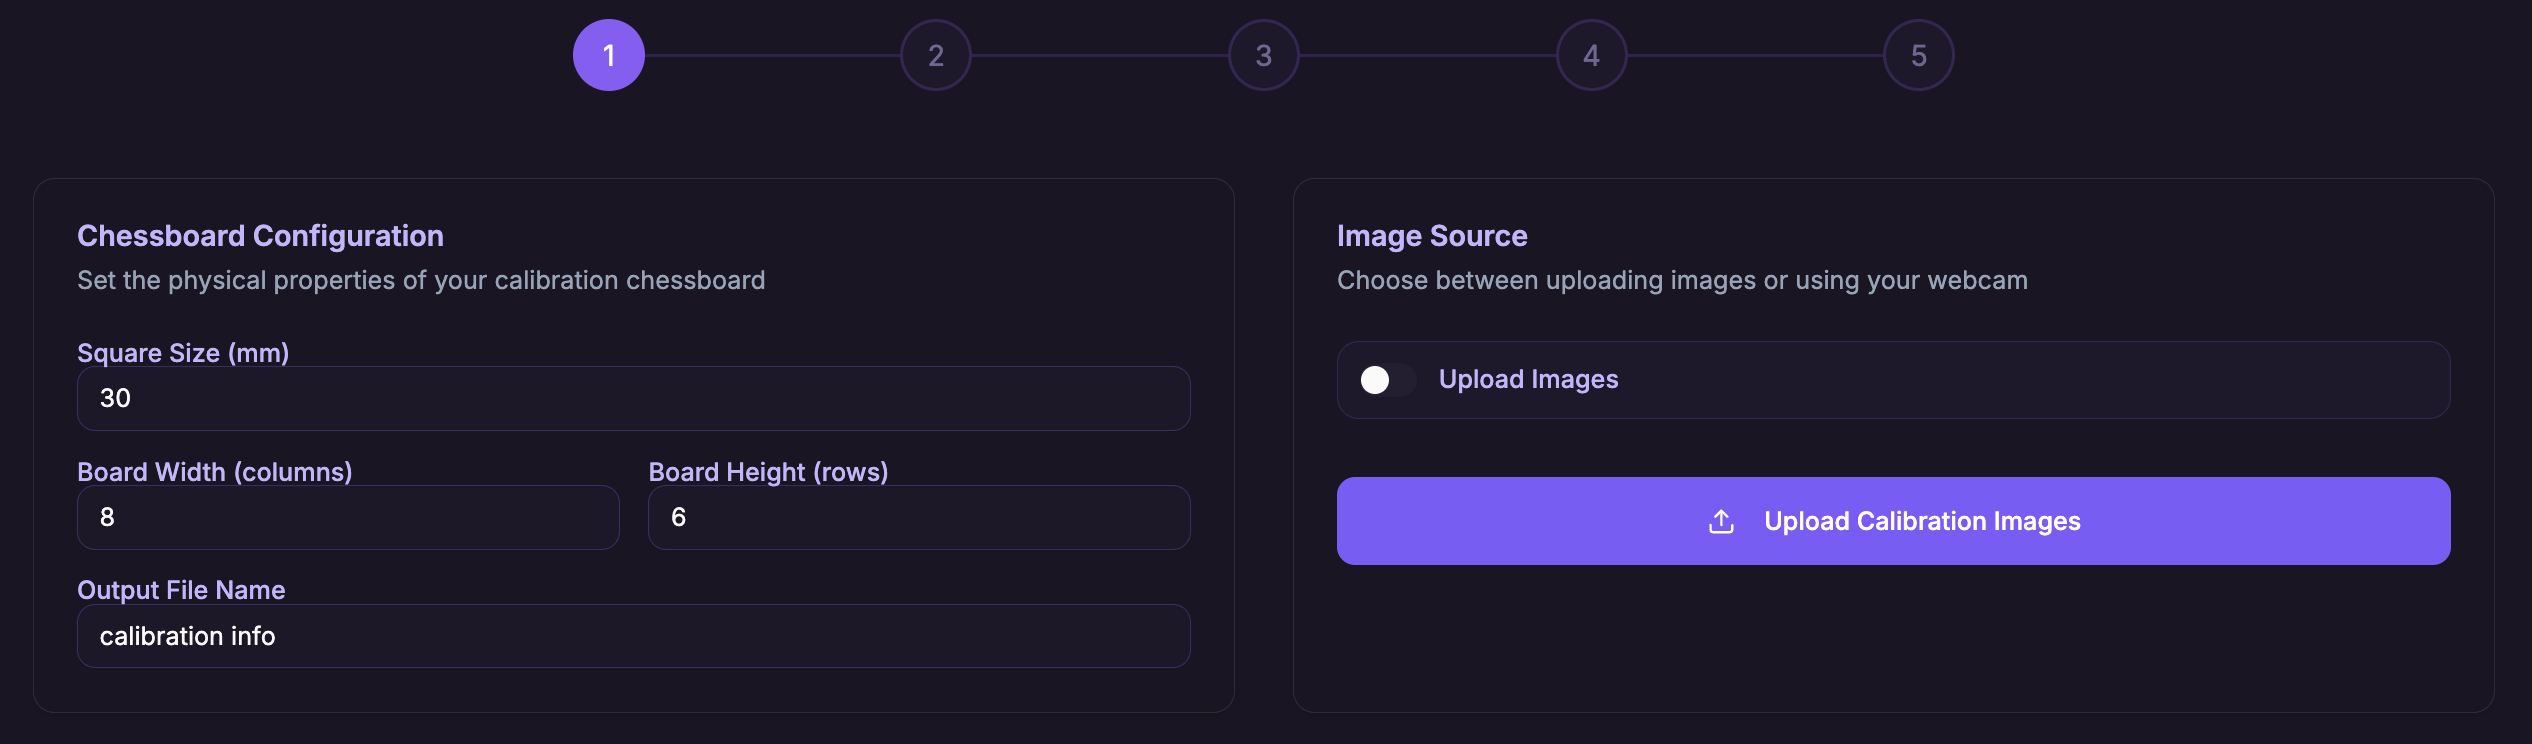 1 2 3 4 5
Chessboard Configuration
Set the physical properties of your calibration chessboard
Square Size (mm)
30
Board Width (columns)
8
Board Height (rows)
6
Output File Name
calibration info
Image Source
Choose between uploading images or using your webcam
Upload Images
Upload Calibration Images